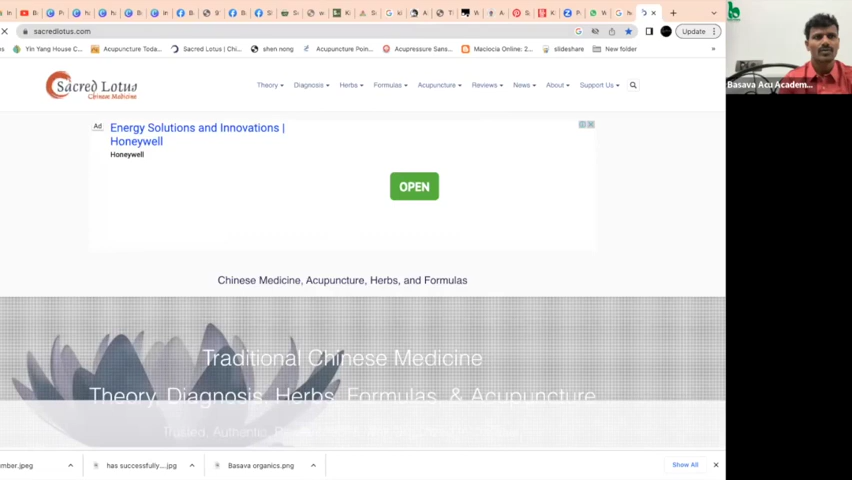 sacredlotus.com
Update
Yin Yang House C...
Acupuncture Toda...
Sacred Lotus | Chi...
shen nong
Acupuncture Poin...
Acupressure Sans...
Maciocia Online: 2...
slideshare
New folder
Basava Acu Academ...
Sacred Lotus
Chinese Medicine
Theory
Diagnosis
Herbs
Formulas
Acupuncture
Reviews
News
About
Support Us
Ad
Energy Solutions and Innovations |
Honeywell
Honeywell
OPEN
Chinese Medicine, Acupuncture, Herbs, and Formulas
Traditional Chinese Medicine
Theory, Diagnosis, Herbs, Formulas, & Acupuncture
Trusted, Authentic,
mber.jpeg
has successfully....jpg
Basava organics.png
Show All